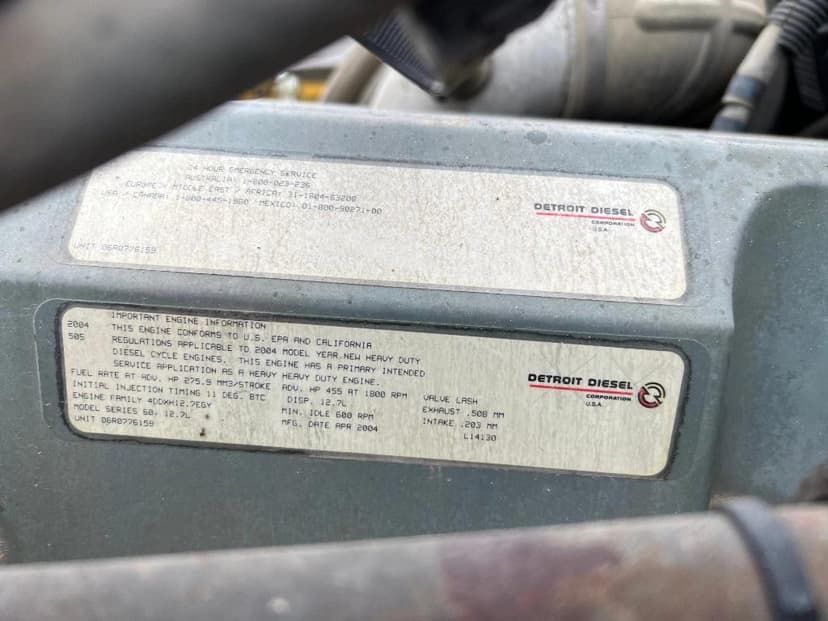 24 HOUR EMERGENCY SERVICE
AUSTRALIA: 1-800-023-236
EUROPE / MIDDLE EAST / AFRICA: 31-1804-63200
USA / CANADA: 1-800-445-1980 MEXICO: 01-800-90271-00
UNIT 06R0776159
DETROIT DIESEL
CORPORATION
U.S.A.
IMPORTANT ENGINE INFORMATION
2004 THIS ENGINE CONFORMS TO U.S. EPA AND CALIFORNIA
505 REGULATIONS APPLICABLE TO 2004 MODEL YEAR NEW HEAVY DUTY
DIESEL CYCLE ENGINES. THIS ENGINE HAS A PRIMARY INTENDED
SERVICE APPLICATION AS A HEAVY HEAVY DUTY ENGINE.
FUEL RATE AT ADV. HP 275.9 MM3/STROKE ADV. HP 455 AT 1800 RPM VALVE LASH
INITIAL INJECTION TIMING 11 DEG. BTC DISP. 12.7L EXHAUST .508 MM
ENGINE FAMILY 4DDXH12.7EGY MIN. IDLE 600 RPM INTAKE .203 MM
MODEL SERIES 60, 12.7L MFG. DATE APR 2004 L14130
UNIT 06R0776159
DETROIT DIESEL
CORPORATION
U.S.A.